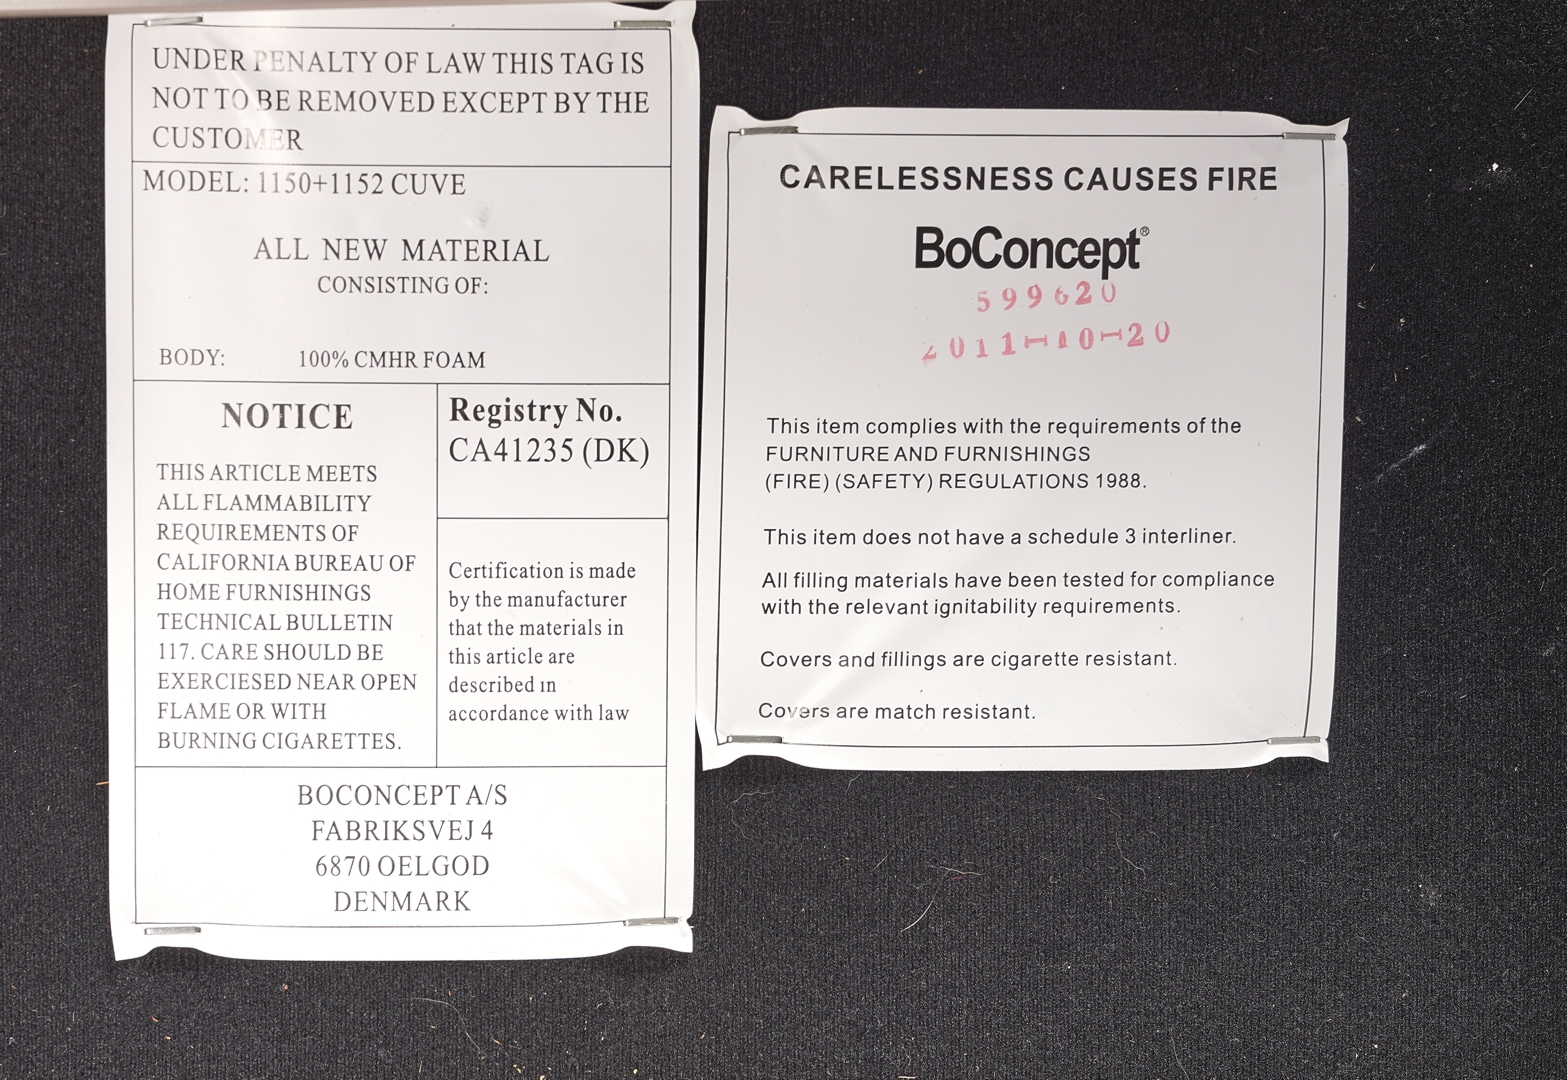 UNDER PENALTY OF LAW THIS TAG IS
NOT TO BE REMOVED EXCEPT BY THE
CUSTOMER
MODEL: 1150+1152 CUVE
ALL NEW MATERIAL
CONSISTING OF:
BODY: 100% CMHR FOAM
NOTICE
THIS ARTICLE MEETS
ALL FLAMMABILITY
REQUIREMENTS OF
CALIFORNIA BUREAU OF
HOME FURNISHINGS
TECHNICAL BULLETIN
117. CARE SHOULD BE
EXERCIESED NEAR OPEN
FLAME OR WITH
BURNING CIGARETTES.
Registry No.
CA41235 (DK)
Certification is made
by the manufacturer
that the materials in
this article are
described in
accordance with law
BOCONCEPT A/S
FABRIKSVEJ 4
6870 OELGOD
DENMARK
CARELESSNESS CAUSES FIRE
BoConcept®
599620
2011-10-20
This item complies with the requirements of the
FURNITURE AND FURNISHINGS
(FIRE) (SAFETY) REGULATIONS 1988.
This item does not have a schedule 3 interliner.
All filling materials have been tested for compliance
with the relevant ignitability requirements.
Covers and fillings are cigarette resistant.
Covers are match resistant.